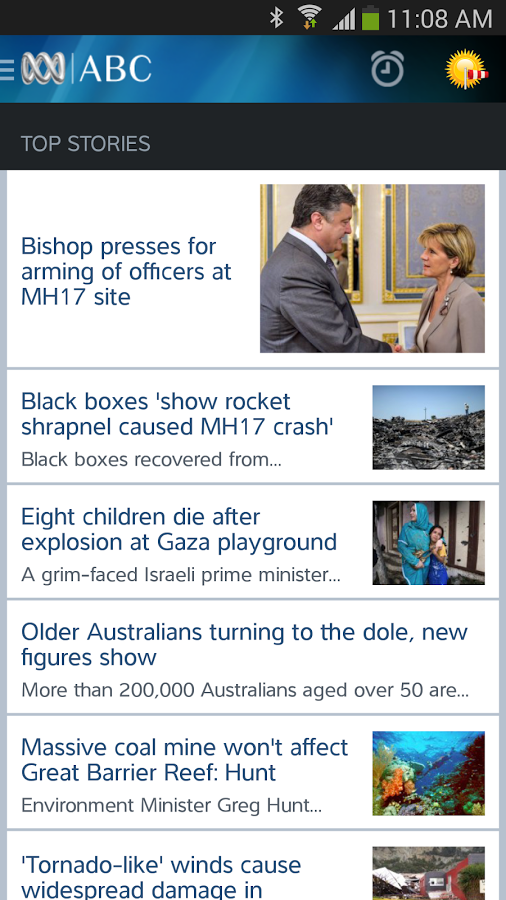 11:08 AM
ABC
TOP STORIES
Bishop presses for
arming of officers at
MH17 site
Black boxes 'show rocket
shrapnel caused MH17 crash'
Black boxes recovered from...
Eight children die after
explosion at Gaza playground
A grim-faced Israeli prime minister...
Older Australians turning to the dole, new
figures show
More than 200,000 Australians aged over 50 are...
Massive coal mine won't affect
Great Barrier Reef: Hunt
Environment Minister Greg Hunt...
'Tornado-like' winds cause
widespread damage in